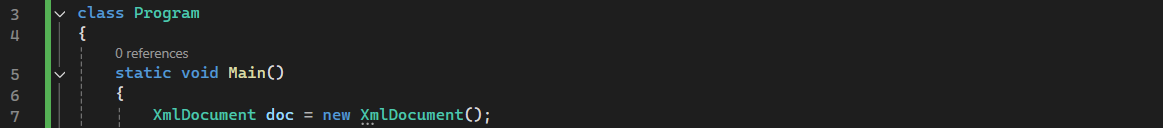 3 class Program
4 {
0 references
5 static void Main()
6 {
7 XmlDocument doc = new XmlDocument();